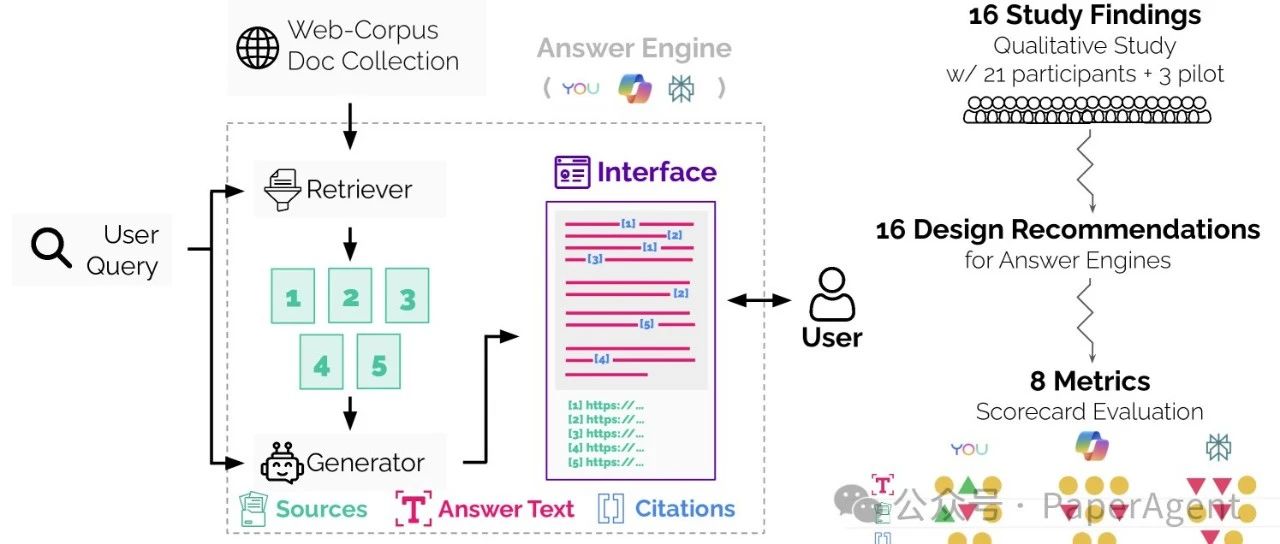 Web-Corpus
Doc Collection
Answer Engine
( YOU )
User
Query
Retriever
1 2 3
4 5
Generator
Interface
[1]
[2]
[1]
[3]
[2]
[5]
[4]
[1] https://...
[2] https://...
[3] https://...
[4] https://...
[5] https://...
Sources
Answer Text
Citations
User
16 Study Findings
Qualitative Study
w/ 21 participants + 3 pilot
16 Design Recommendations
for Answer Engines
8 Metrics
Scorecard Evaluation
YOU
T
公众号 · PaperAgent